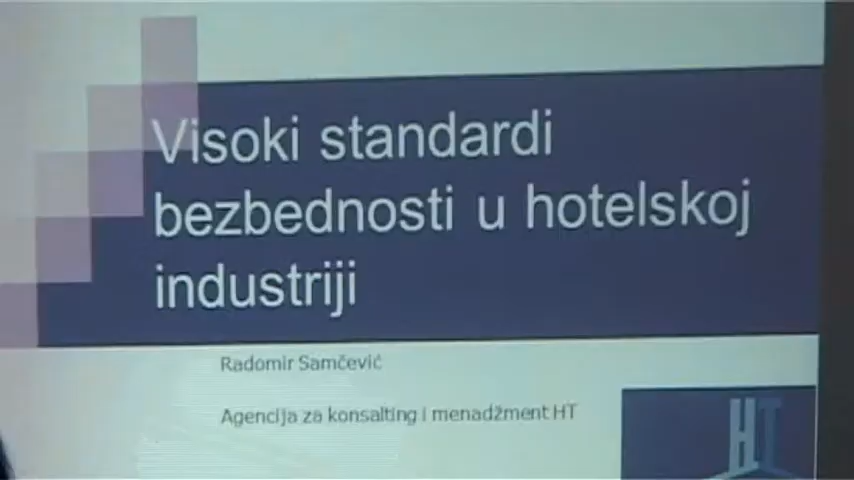 Visoki standardi
bezbednosti u hotelskoj
industriji
Radomir Samčević
Agencija za konsalting i menadžment HT
HT